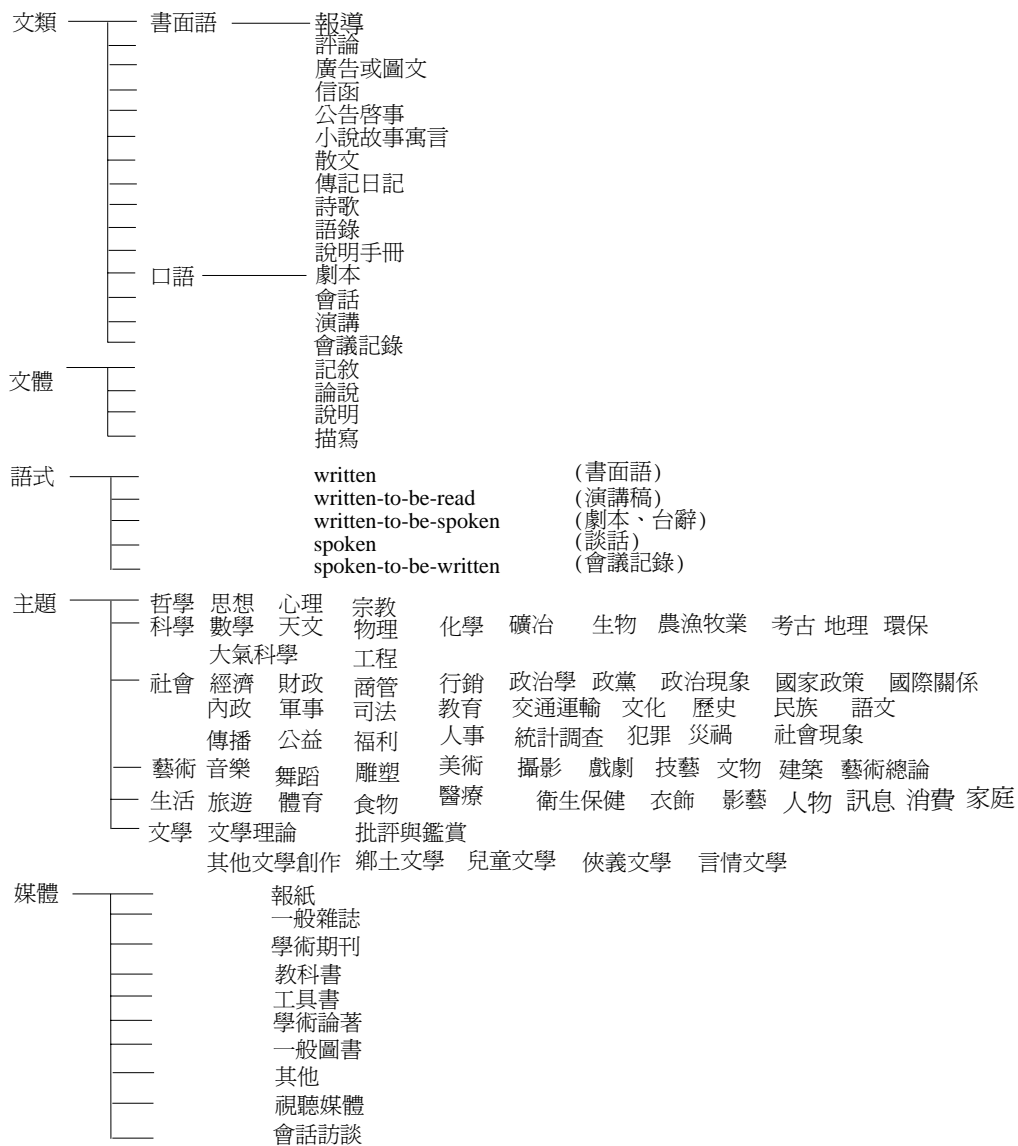 文類 書面語 報導
評論
廣告或圖文
信函
公告啓事
小說故事寓言
散文
傳記日記
詩歌
語錄
說明手冊
口語 劇本
會話
演講
會議記錄
文體 記敘
論說
說明
描寫
語式 written (書面語)
written-to-be-read (演講稿)
written-to-be-spoken (劇本、台辭)
spoken (談話)
spoken-to-be-written (會議記錄)
主題 哲學 思想 心理 宗教
科學 數學 天文 物理 化學 礦冶 生物 農漁牧業 考古 地理 環保
大氣科學 工程
社會 經濟 財政 商管 行銷 政治學 政黨 政治現象 國家政策 國際關係
內政 軍事 司法 教育 交通運輸 文化 歷史 民族 語文
傳播 公益 福利 人事 統計調查 犯罪 災禍 社會現象
藝術 音樂 舞蹈 雕塑 美術 攝影 戲劇 技藝 文物 建築 藝術總論
生活 旅遊 體育 食物 醫療 衛生保健 衣飾 影藝 人物 訊息 消費 家庭
文學 文學理論 批評與鑑賞
其他文學創作 鄉土文學 兒童文學 俠義文學 言情文學
媒體 報紙
一般雜誌
學術期刊
教科書
工具書
學術論著
一般圖書
其他
視聽媒體
會話訪談